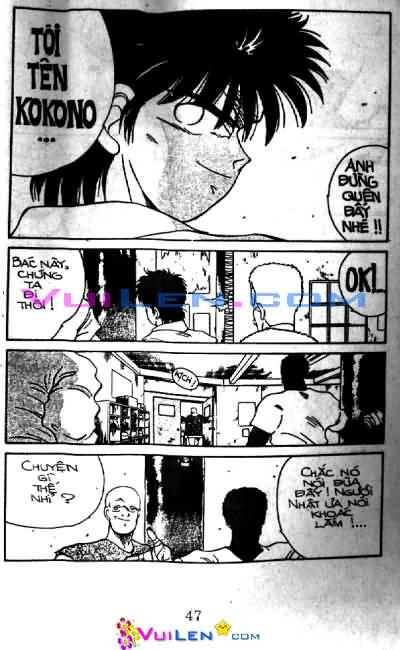 TÔI
TÊN
KOKONO
...
ANH
ĐỪNG
QUÊN
ĐẤY
NHÉ !!
BÁC NÀY,
CHÚNG
TA
ĐI
THÔI !
OK!
VuiLen.com
KỊCH!
CHUYỆN
GÌ
THẾ
NHỈ ?
CHẮC NÓ
NÓI ĐÙA
ĐẤY ! NGƯỜI
NHẬT ƯA NÓI
KHOÁC
LẮM !...
47
VuiLen.com